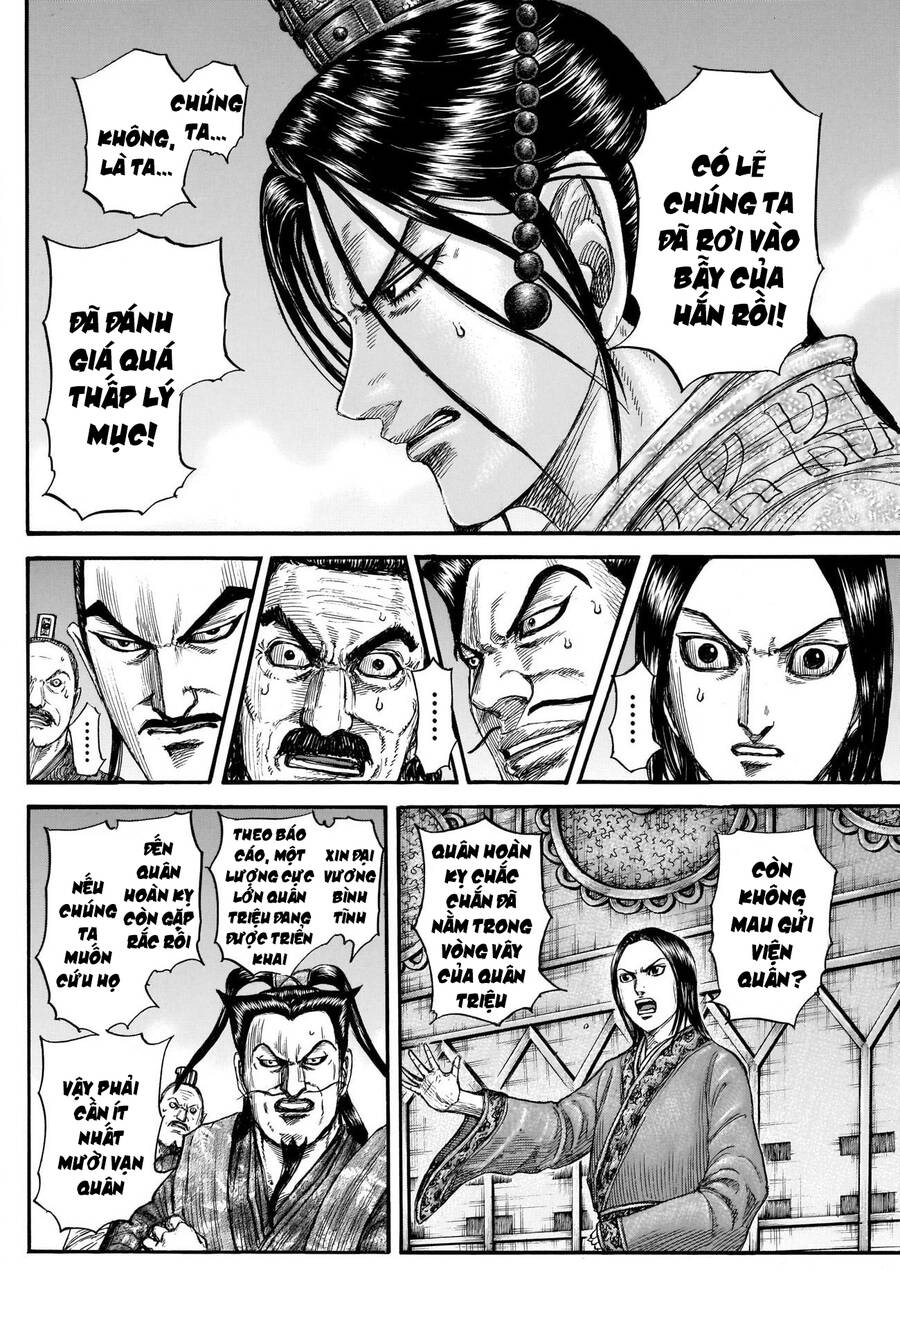 CÓ LẼ
CHÚNG TA
ĐÃ RƠI VÀO
BẪY CỦA
HẮN RỒI!
CHÚNG
TA...
KHÔNG,
LÀ TA...
ĐÃ ĐÁNH
GIÁ QUÁ
THẤP LÝ
MỤC!
CÒN
KHÔNG
MAU GỬI
VIỆN
QUÂN?
QUÂN HOÀN
KỴ CHẮC
CHẮN ĐÃ
NẰM TRONG
VÒNG VÂY
CỦA QUÂN
TRIỆU
XIN ĐẠI
VƯƠNG
BÌNH
TĨNH
THEO BÁO
CÁO, MỘT
LƯỢNG CỰC
LỚN QUÂN
TRIỆU ĐANG
ĐƯỢC TRIỂN
KHAI
ĐẾN
QUÂN
HOÀN KỴ
CÒN GẶP
RẮC RỐI
NẾU
CHÚNG
TA
MUỐN
CỨU HỌ
VẬY PHẢI
CẦN ÍT
NHẤT
MƯỜI VẠN
QUÂN